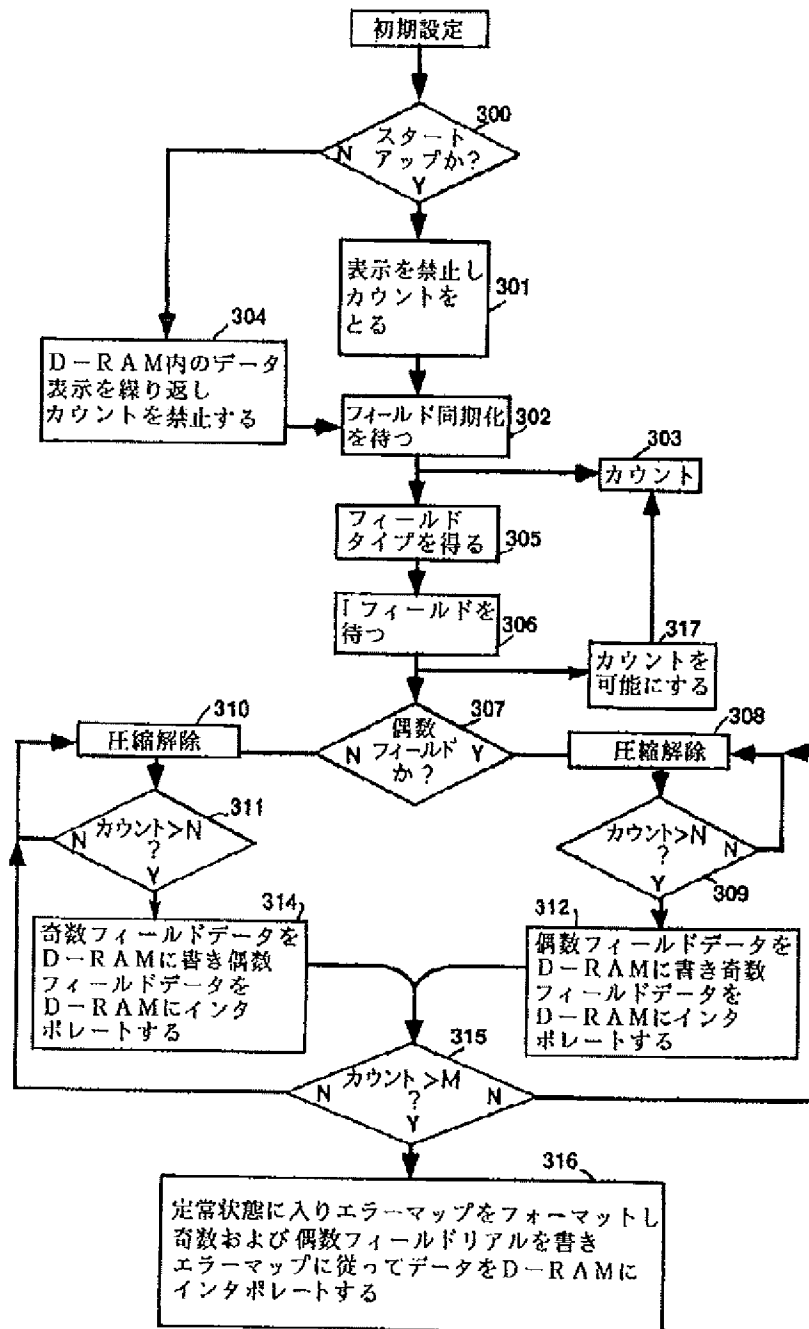 初期設定
300
スタート
アップか?
N
Y
表示を禁止し
カウントを
とる
301
304
D-RAM内のデータ
表示を繰り返し
カウントを禁止する
フィールド同期化
を待つ
302
303
カウント
フィールド
タイプを得る
305
Iフィールドを
待つ
306
317
カウントを
可能にする
310
圧縮解除
307
偶数
フィールド
か?
N
Y
308
圧縮解除
311
カウント>N
?
N
Y
カウント>N
?
N
Y
309
314
奇数フィールドデータを
D-RAMに書き偶数
フィールドデータを
D-RAMにインタ
ポレートする
312
偶数フィールドデータを
D-RAMに書き奇数
フィールドデータを
D-RAMにインタ
ポレートする
315
カウント>M
?
N
N
Y
316
定常状態に入りエラーマップをフォーマットし
奇数および偶数フィールドリアルを書き
エラーマップに従ってデータをD-RAMに
インタポレートする